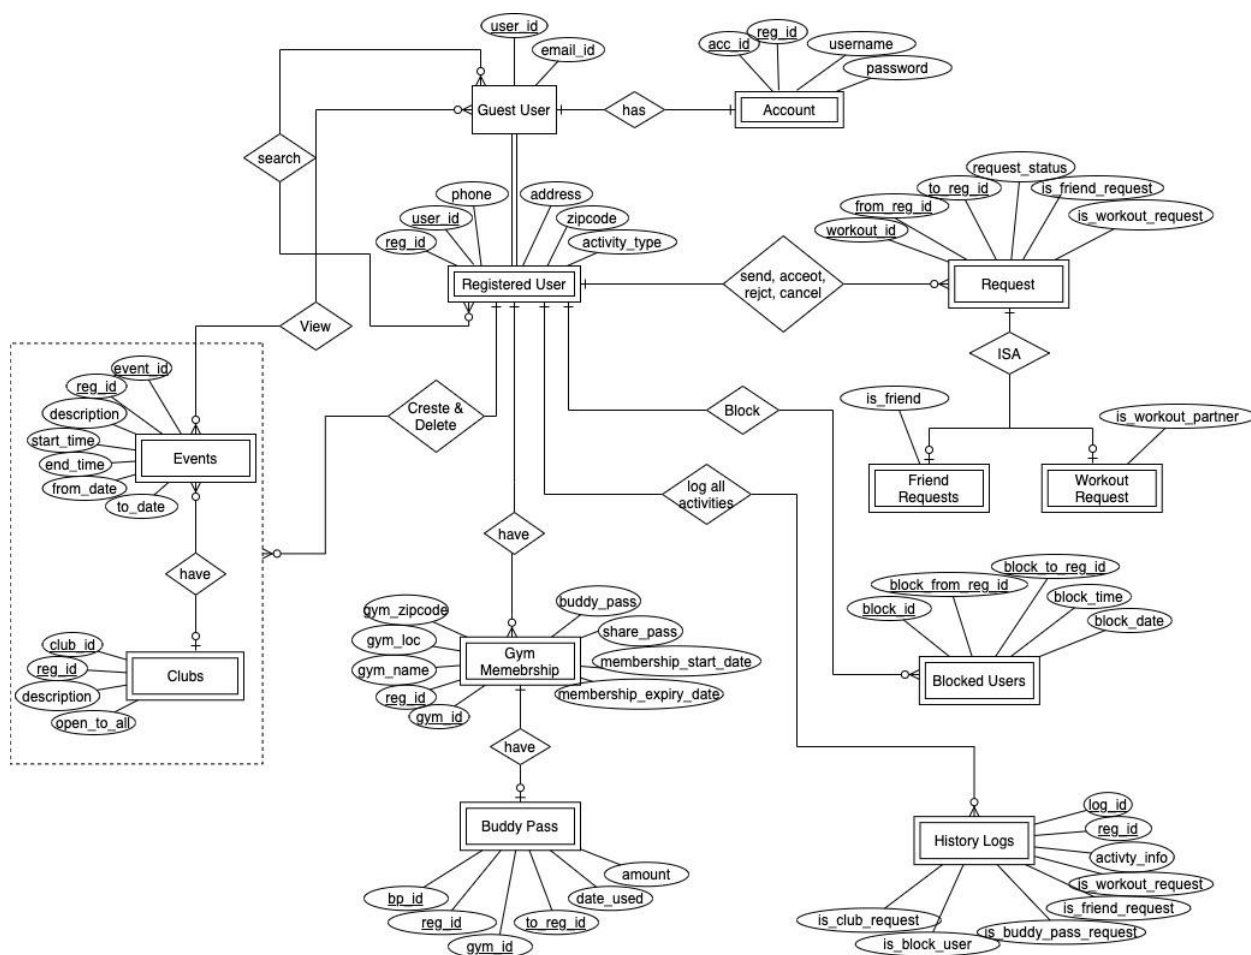 user_id
email_id
Guest User
has
acc_id
reg_id
username
password
Account
search
phone
address
user_id
zipcode
reg_id
activity_type
Registered User
send, acceot,
rejct, cancel
request_status
to_reg_id
is_friend_request
from_reg_id
is_workout_request
workout_id
Request
View
ISA
event_id
reg_id
description
start_time
end_time
from_date
to_date
Events
Creste &
Delete
Block
log all
activities
is_friend
is_workout_partner
Friend
Requests
Workout
Request
have
have
club_id
reg_id
description
open_to_all
Clubs
gym_zipcode
buddy_pass
gym_loc
share_pass
gym_name
membership_start_date
reg_id
membership_expiry_date
gym_id
Gym
Memebrship
block_to_reg_id
block_from_reg_id
block_time
block_id
block_date
Blocked Users
have
Buddy Pass
bp_id
reg_id
gym_id
to_reg_id
date_used
amount
History Logs
log_id
reg_id
activty_info
is_workout_request
is_friend_request
is_club_request
is_buddy_pass_request
is_block_user